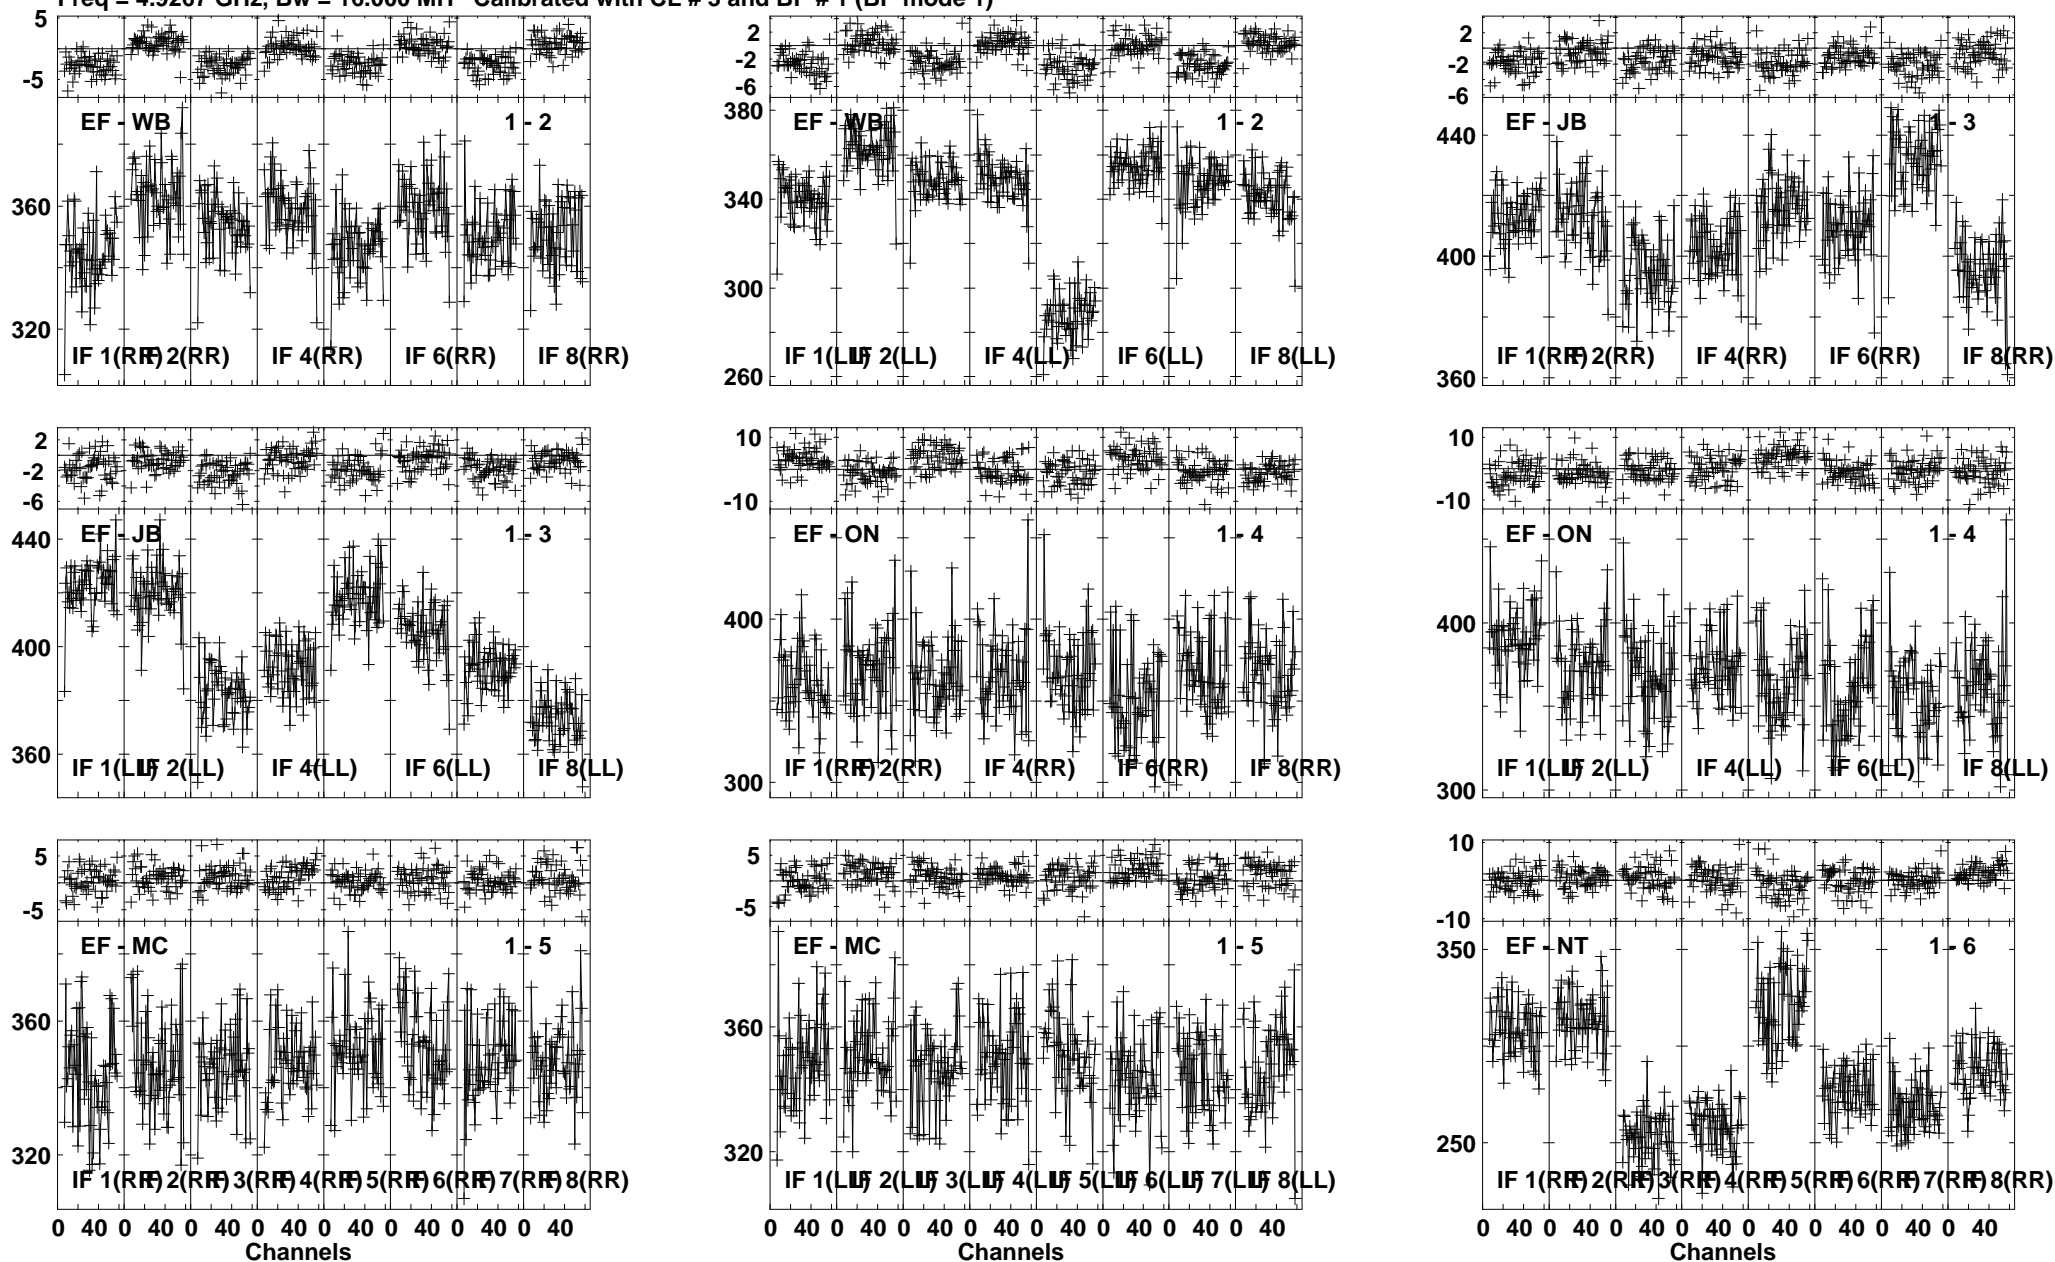 Freq = 4.9267 GHz, Bw = 16.000 MH Calibrated with CL # 3 and BP # 1 (BP mode 1)
5
-5
EF - WB 1 - 2
360
320
IF 1(RR) IF 2(RR) IF 4(RR) IF 6(RR) IF 8(RR)
2
-2
-6
380
EF - WB 1 - 2
340
300
260
IF 1(LL) IF 2(LL) IF 4(LL) IF 6(LL) IF 8(LL)
2
-2
-6
440
EF - JB 1 - 3
400
360
IF 1(RR) IF 2(RR) IF 4(RR) IF 6(RR) IF 8(RR)
2
-2
-6
440
EF - JB 1 - 3
400
360
IF 1(LL) IF 2(LL) IF 4(LL) IF 6(LL) IF 8(LL)
10
-10
EF - ON 1 - 4
400
300
IF 1(RR) IF 2(RR) IF 4(RR) IF 6(RR) IF 8(RR)
10
-10
EF - ON 1 - 4
400
300
IF 1(LL) IF 2(LL) IF 4(LL) IF 6(LL) IF 8(LL)
5
-5
EF - MC 1 - 5
360
320
IF 1(RR) IF 2(RR) IF 3(RR) IF 4(RR) IF 5(RR) IF 6(RR) IF 7(RR) IF 8(RR)
0 40 0 40 0 40 0 40 0 40 0 40 0 40 0 40
Channels
5
-5
EF - MC 1 - 5
360
320
IF 1(LL) IF 2(LL) IF 3(LL) IF 4(LL) IF 5(LL) IF 6(LL) IF 7(LL) IF 8(LL)
0 40 0 40 0 40 0 40 0 40 0 40 0 40 0 40
Channels
10
-10
350
EF - NT 1 - 6
250
IF 1(RR) IF 2(RR) IF 3(RR) IF 4(RR) IF 5(RR) IF 6(RR) IF 7(RR) IF 8(RR)
0 40 0 40 0 40 0 40 0 40 0 40 0 40 0 40
Channels